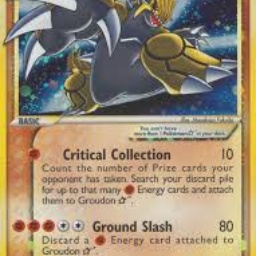 BASIC
You can't have
more than 1 Pokémon ☆ in your deck.
Critical Collection 10
Count the number of Prize cards your
opponent has taken. Search your discard pile
for up to that many Energy cards and attach
them to Groudon ☆.
Ground Slash 80
Discard a Energy card attached to
Groudon ☆.